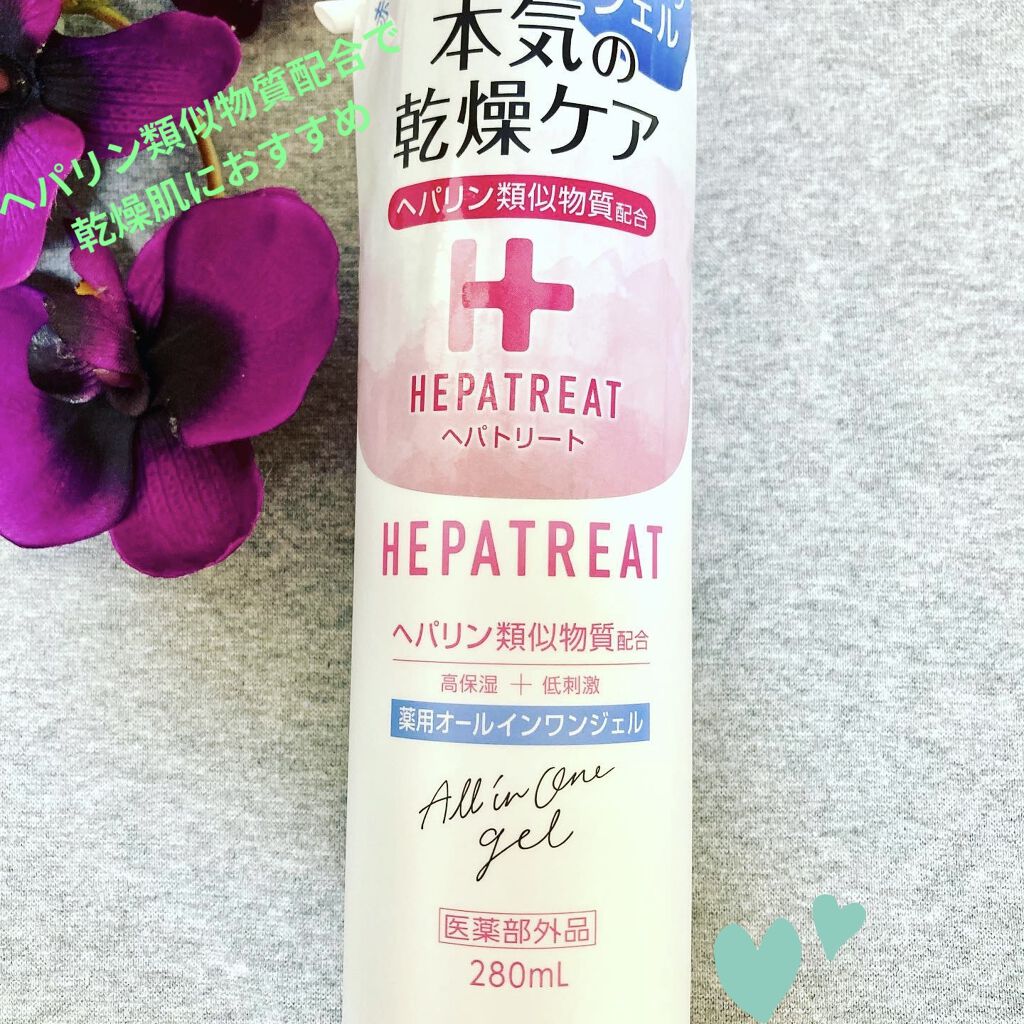 ヘパリン類似物質配合で
乾燥肌におすすめ
ジェル
本気の
乾燥ケア
ヘパリン類似物質配合
HEPATREAT
ヘパトリート
HEPATREAT
ヘパリン類似物質配合
高保湿 + 低刺激
薬用オールインワンジェル
All in One
gel
医薬部外品
280mL